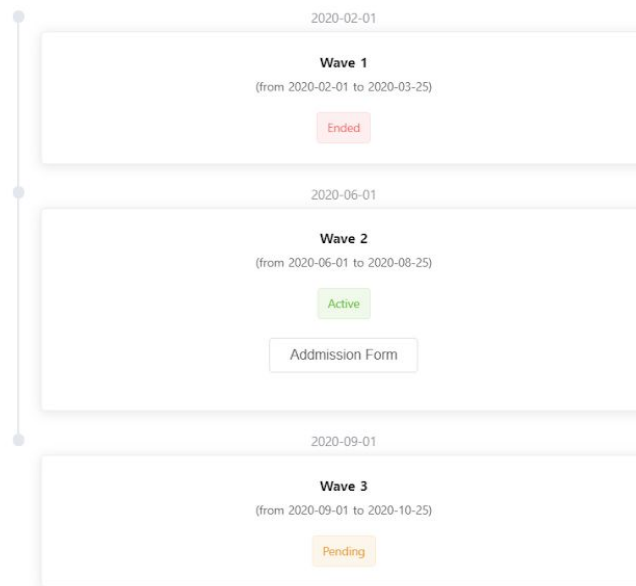 2020-02-01
Wave 1
(from 2020-02-01 to 2020-03-25)
Ended
2020-06-01
Wave 2
(from 2020-06-01 to 2020-08-25)
Active
Addmission Form
2020-09-01
Wave 3
(from 2020-09-01 to 2020-10-25)
Pending